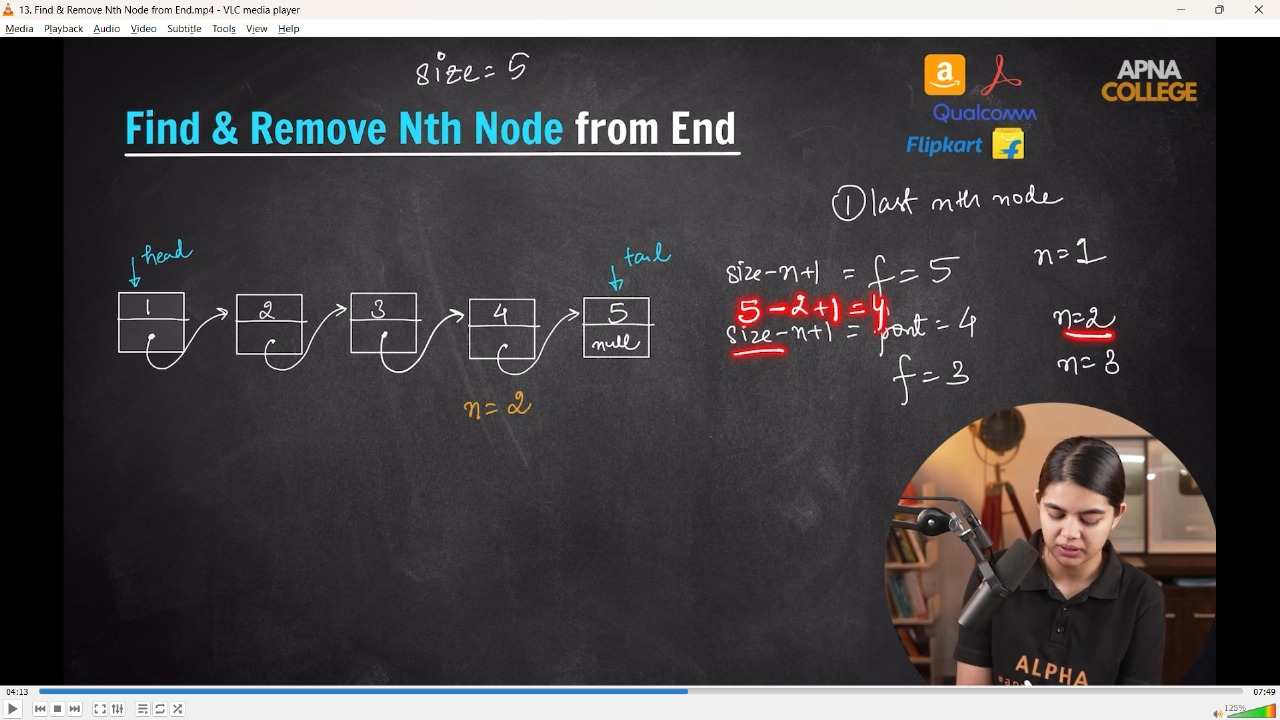 13. Find & Remove Nth Node from End.mp4 - VLC media player
Media Playback Audio Video Subtitle Tools View Help
size = 5
a
APNA
COLLEGE
Qualcomm
Flipkart
Find & Remove Nth Node from End
① last nth node
head
tail
size-n+1 = f = 5
n=1
1
2
3
4
5
null
5-2+1=4
n=2
size-n+1 = front = 4
f = 3
n=3
n=2
ALPHA
04:13
07:49
125%